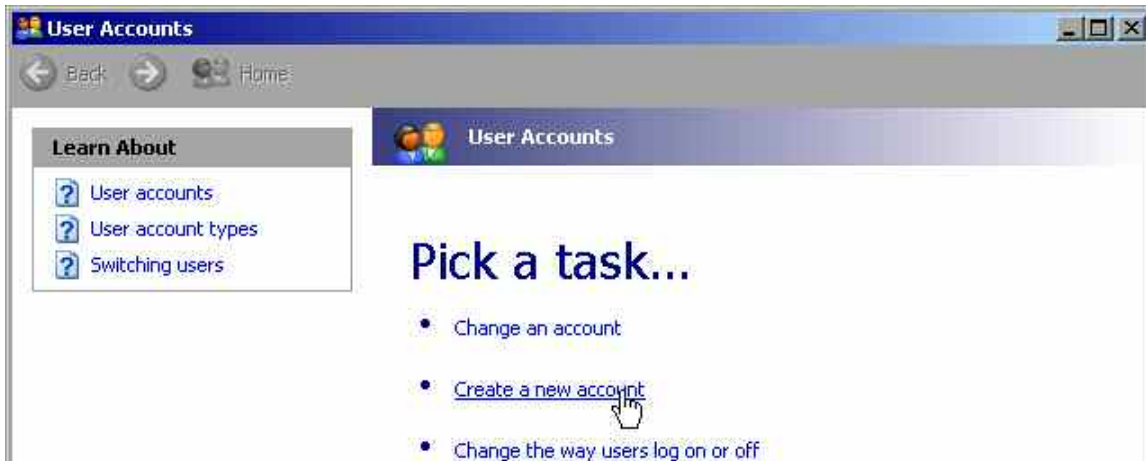 User Accounts
Back Home
Learn About
User accounts
User account types
Switching users
User Accounts
Pick a task...
Change an account
Create a new account
Change the way users log on or off